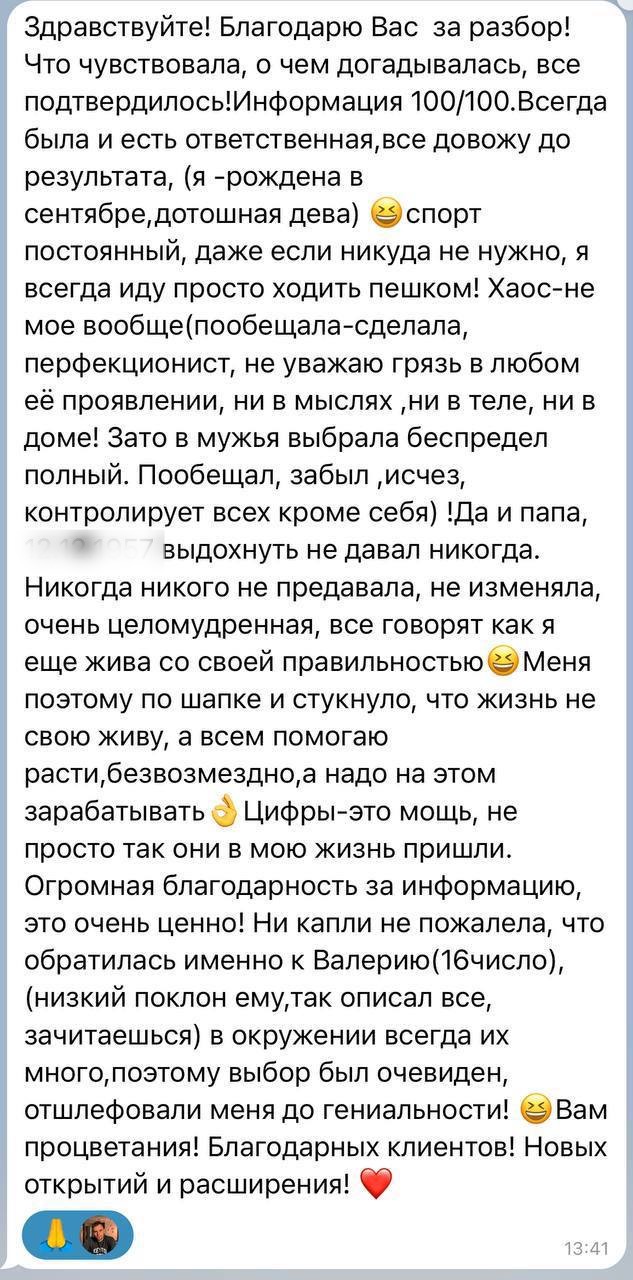 Здравствуйте! Благодарю Вас  за разбор!
Что чувствовала, о чем догадывалась, все
подтвердилось!Информация 100/100.Всегда
была и есть ответственная,все довожу до
результата, (я -рождена в
сентябре,дотошная дева) 😆спорт
постоянный, даже если никуда не нужно, я
всегда иду просто ходить пешком! Хаос-не
мое вообще(пообещала-сделала,
перфекционист, не уважаю грязь в любом
её проявлении, ни в мыслях ,ни в теле, ни в
доме! Зато в мужья выбрала беспредел
полный. Пообещал, забыл ,исчез,
контролирует всех кроме себя) !Да и папа,
выдохнуть не давал никогда.
Никогда никого не предавала, не изменяла,
очень целомудренная, все говорят как я
еще жива со своей правильностью😆Меня
поэтому по шапке и стукнуло, что жизнь не
свою живу, а всем помогаю
расти,безвозмездно,а надо на этом
зарабатывать👌Цифры-это мощь, не
просто так они в мою жизнь пришли.
Огромная благодарность за информацию,
это очень ценно! Ни капли не пожалела, что
обратилась именно к Валерию(16число),
(низкий поклон ему,так описал все,
зачитаешься) в окружении всегда их
много,поэтому выбор был очевиден,
отшлефовали меня до гениальности! 😆Вам
процветания! Благодарных клиентов! Новых
открытий и расширения! ❤️
13:41